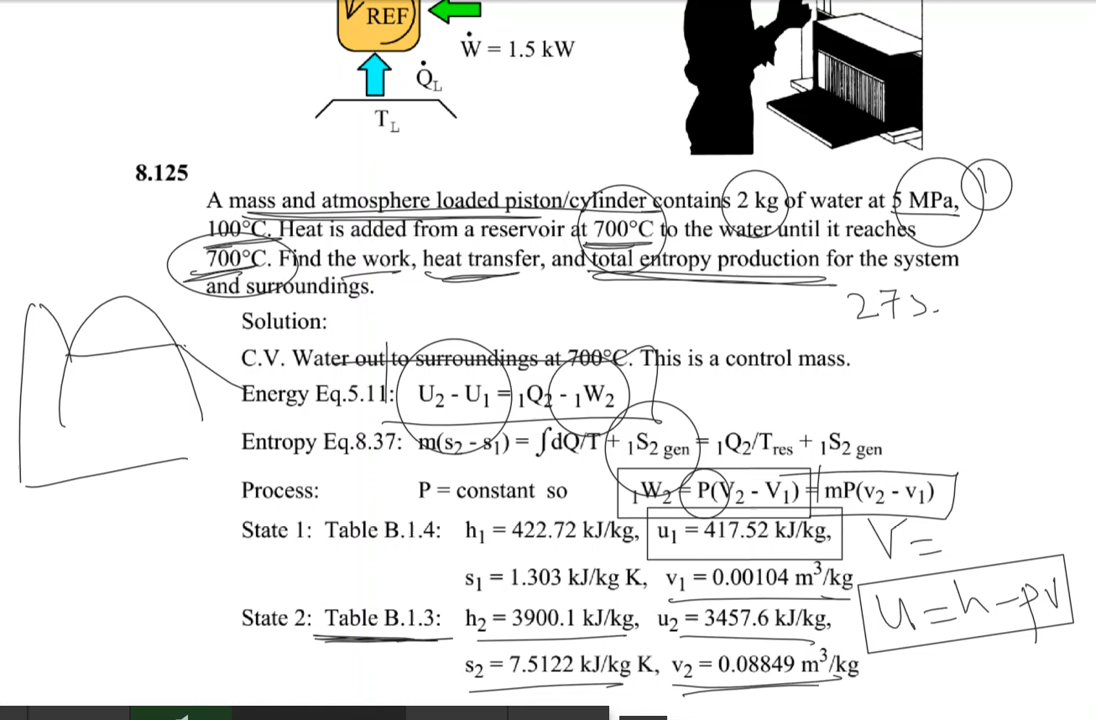 REF
Ẇ = 1.5 kW
Q̇L
TL
8.125
A mass and atmosphere loaded piston/cylinder contains 2 kg of water at 5 MPa,
100°C. Heat is added from a reservoir at 700°C to the water until it reaches
700°C. Find the work, heat transfer, and total entropy production for the system
and surroundings.
273.
Solution:
C.V. Water out to surroundings at 700°C. This is a control mass.
Energy Eq.5.11: U2 - U1 = 1Q2 - 1W2
Entropy Eq.8.37: m(s2 - s1) = ∫dQ/T + 1S2 gen = 1Q2/Tres + 1S2 gen
Process: P = constant so 1W2 = P(V2 - V1) = mP(v2 - v1)
State 1: Table B.1.4: h1 = 422.72 kJ/kg, u1 = 417.52 kJ/kg,
V =
s1 = 1.303 kJ/kg K, v1 = 0.00104 m³/kg
u = h - pv
State 2: Table B.1.3: h2 = 3900.1 kJ/kg, u2 = 3457.6 kJ/kg,
s2 = 7.5122 kJ/kg K, v2 = 0.08849 m³/kg